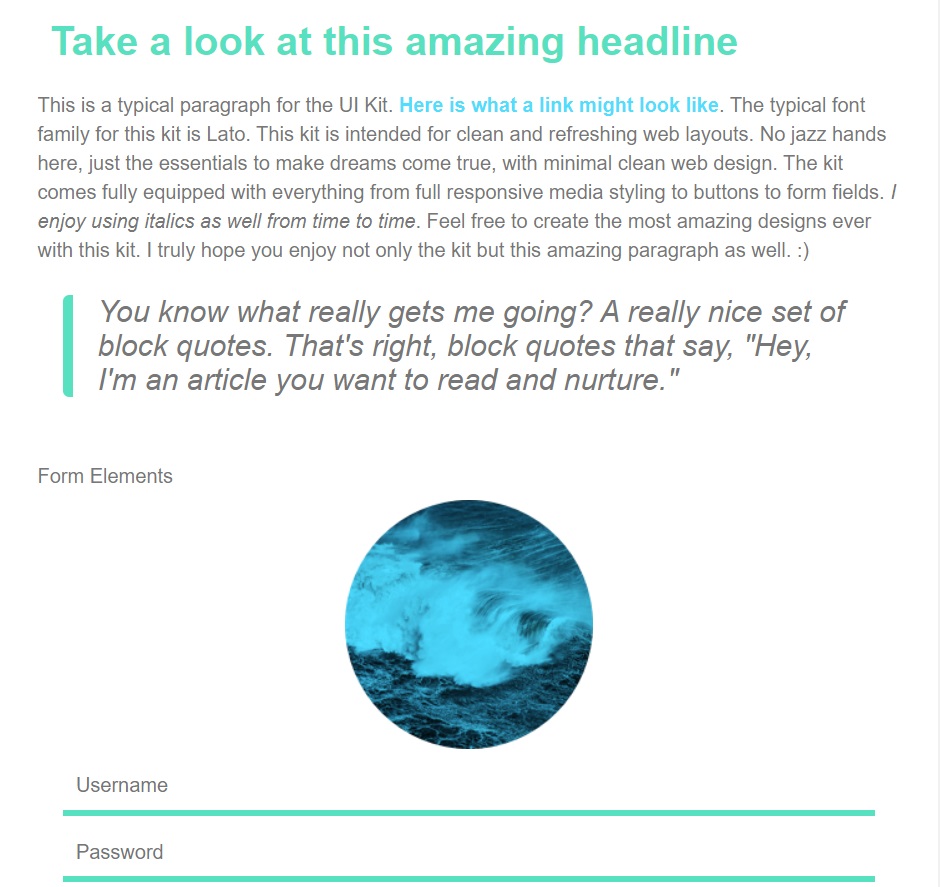 Take a look at this amazing headline
This is a typical paragraph for the UI Kit. Here is what a link might look like. The typical font
family for this kit is Lato. This kit is intended for clean and refreshing web layouts. No jazz hands
here, just the essentials to make dreams come true, with minimal clean web design. The kit
comes fully equipped with everything from full responsive media styling to buttons to form fields. I
enjoy using italics as well from time to time. Feel free to create the most amazing designs ever
with this kit. I truly hope you enjoy not only the kit but this amazing paragraph as well. :)
You know what really gets me going? A really nice set of
block quotes. That's right, block quotes that say, "Hey,
I'm an article you want to read and nurture."
Form Elements
Username
Password